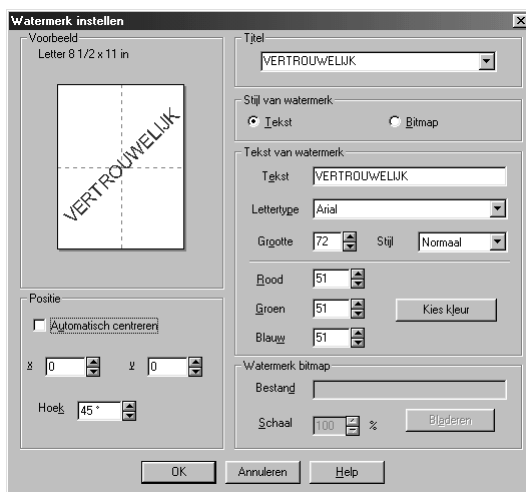 Watermerk instellen
Voorbeeld
Letter 8 1/2 x 11 in
VERTROUWELIJK
Positie
Automatisch centreren
x 0 y 0
Hoek 45 °
Titel
VERTROUWELIJK
Stijl van watermerk
Tekst Bitmap
Tekst van watermerk
Tekst VERTROUWELIJK
Lettertype Arial
Grootte 72 Stijl Normaal
Rood 51
Groen 51 Kies kleur
Blauw 51
Watermerk bitmap
Bestand
Schaal 100 % Bladeren
OK Annuleren Help